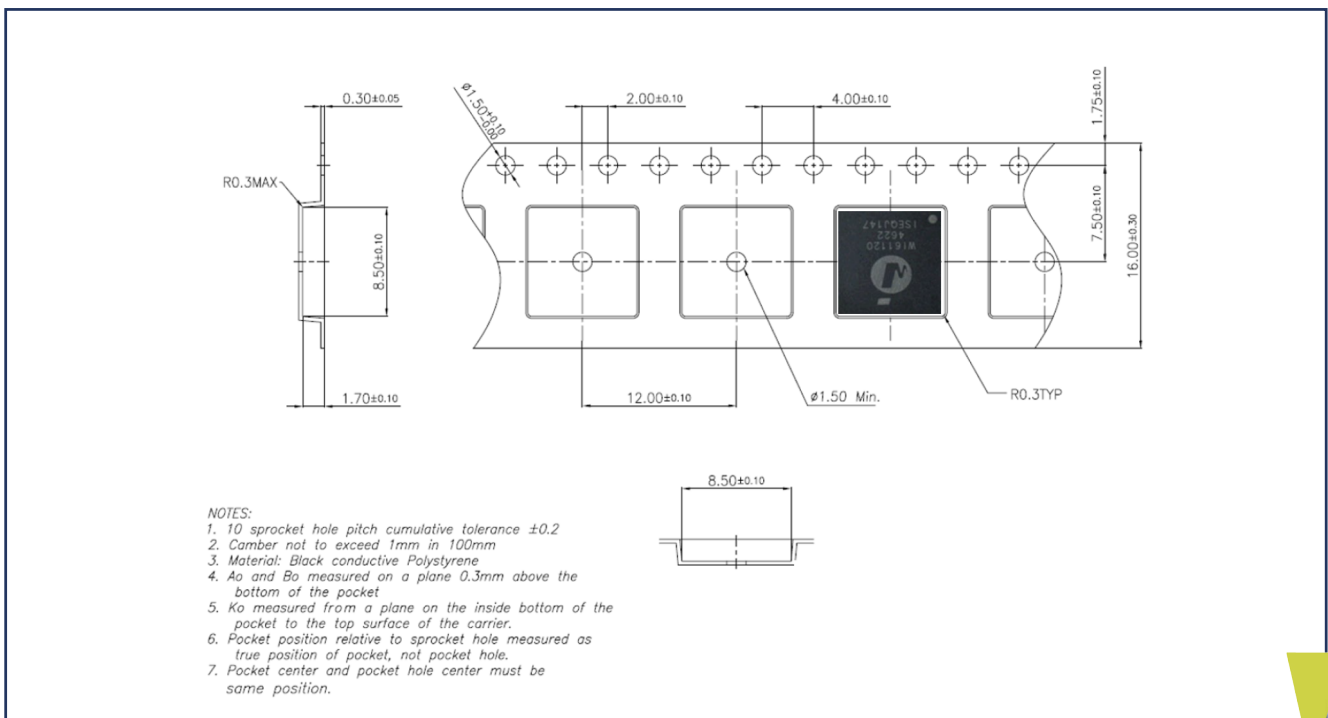 0.30±0.05
ø1.50+0.10
-0.00
2.00±0.10
4.00±0.10
1.75±0.10
R0.3MAX
8.50±0.10
7.50±0.10
16.00±0.30
1SEQJ147
4622
W161120
1.70±0.10
12.00±0.10
ø1.50 Min.
R0.3TYP
8.50±0.10
NOTES:
1. 10 sprocket hole pitch cumulative tolerance ±0.2
2. Camber not to exceed 1mm in 100mm
3. Material: Black conductive Polystyrene
4. Ao and Bo measured on a plane 0.3mm above the
bottom of the pocket
5. Ko measured from a plane on the inside bottom of the
pocket to the top surface of the carrier.
6. Pocket position relative to sprocket hole measured as
true position of pocket, not pocket hole.
7. Pocket center and pocket hole center must be
same position.